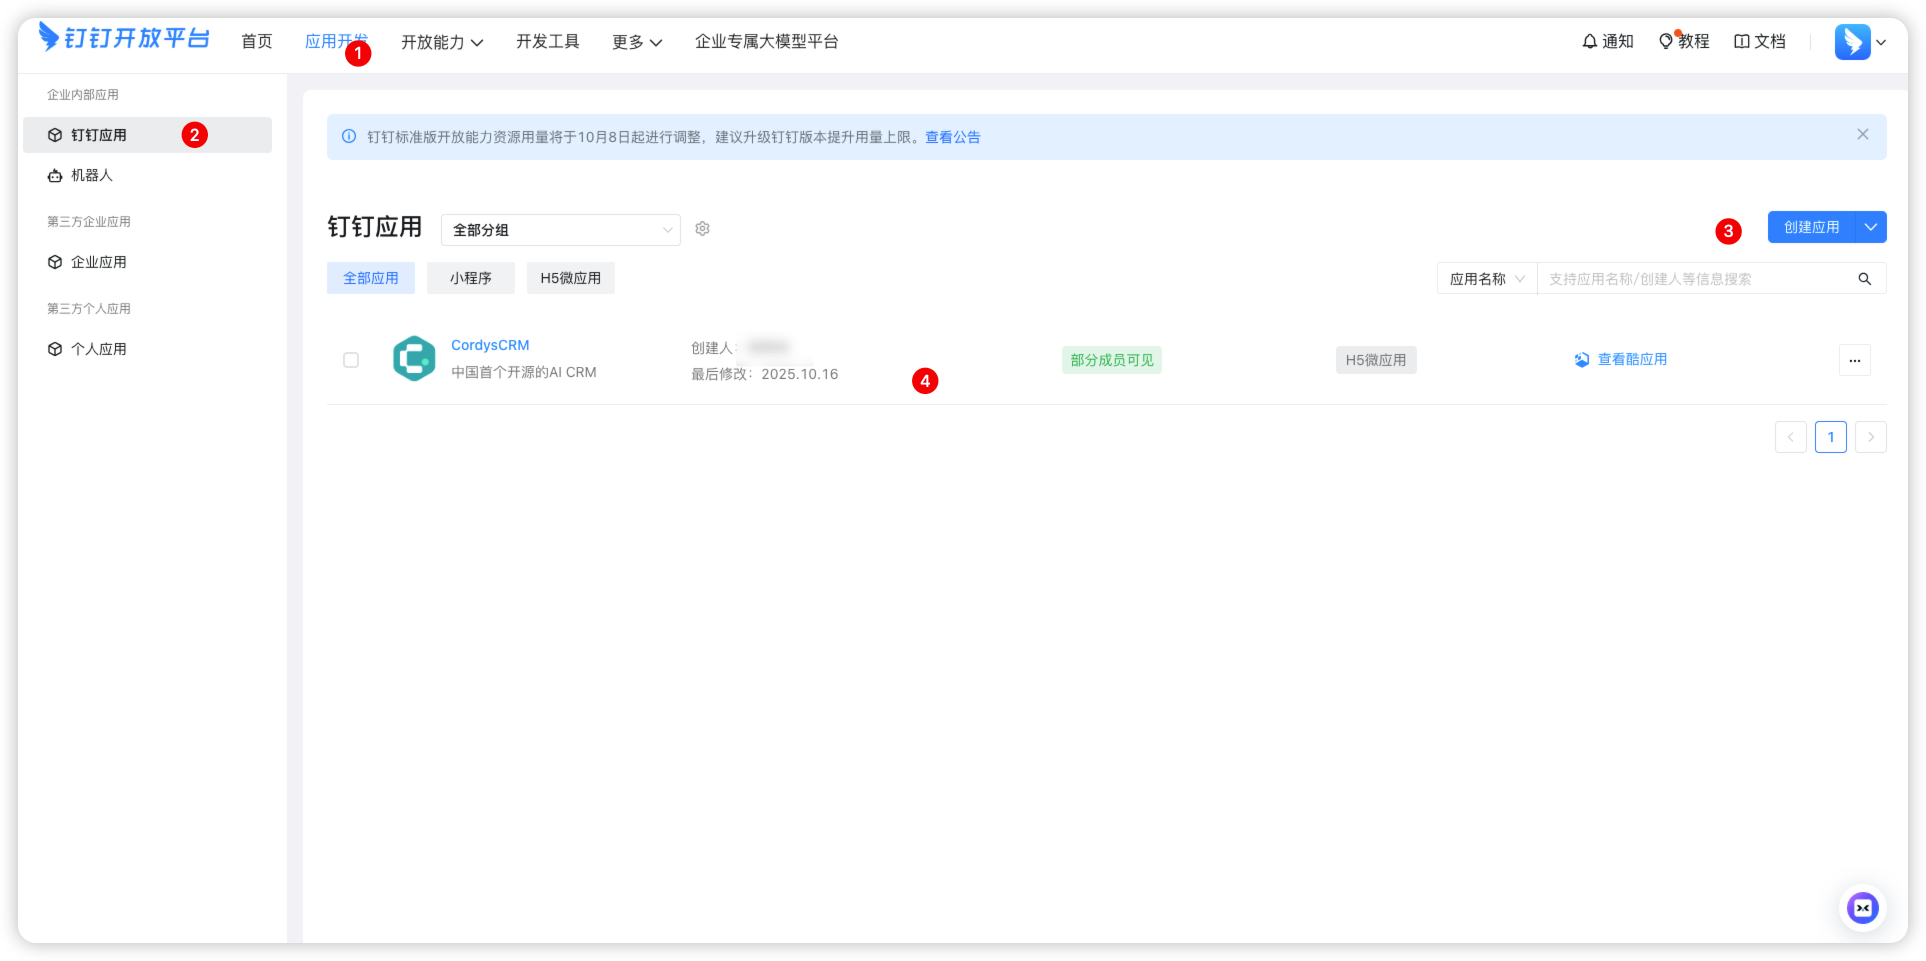 钉钉开放平台 首页 应用开发 开放能力 开发工具 更多 企业专属大模型平台 通知 教程 文档
1
企业内部应用
钉钉应用 2
机器人
第三方企业应用
企业应用
第三方个人应用
个人应用
钉钉标准版开放能力资源用量将于10月8日起进行调整，建议升级钉钉版本提升用量上限。查看公告
钉钉应用 全部分组 3 创建应用
全部应用 小程序 H5微应用 应用名称 支持应用名称/创建人等信息搜索
CordysCRM
中国首个开源的AI CRM
创建人：
最后修改：2025.10.16
4
部分成员可见 H5微应用 查看酷应用
1